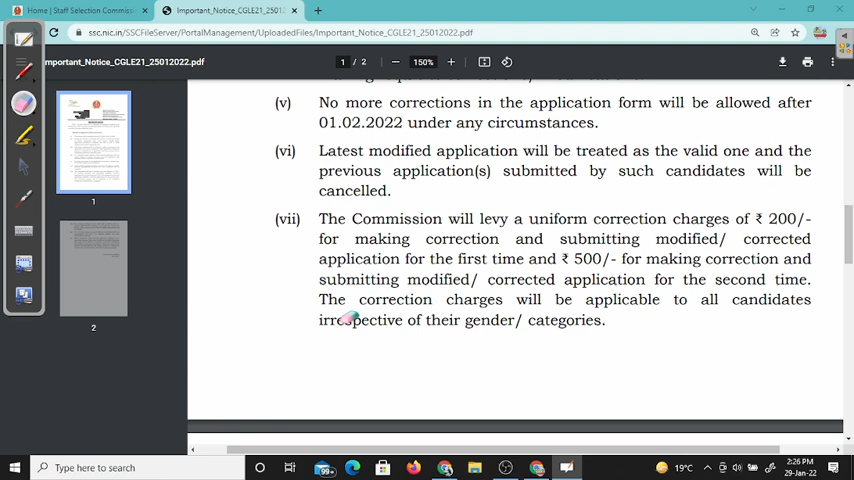 Home | Staff Selection Commissi
Important_Notice_CGLE21_2501202
ssc.nic.in/SSCFileServer/PortalManagement/UploadedFiles/Important_Notice_CGLE21_25012022.pdf
mportant_Notice_CGLE21_25012022.pdf
1 / 2
150%
(v) No more corrections in the application form will be allowed after
01.02.2022 under any circumstances.
(vi) Latest modified application will be treated as the valid one and the
previous application(s) submitted by such candidates will be
cancelled.
(vii) The Commission will levy a uniform correction charges of ₹ 200/-
for making correction and submitting modified/ corrected
application for the first time and ₹ 500/- for making correction and
submitting modified/ corrected application for the second time.
The correction charges will be applicable to all candidates
irrespective of their gender/ categories.
1
2
Type here to search
99+
19°C
2:26 PM
29-Jan-22